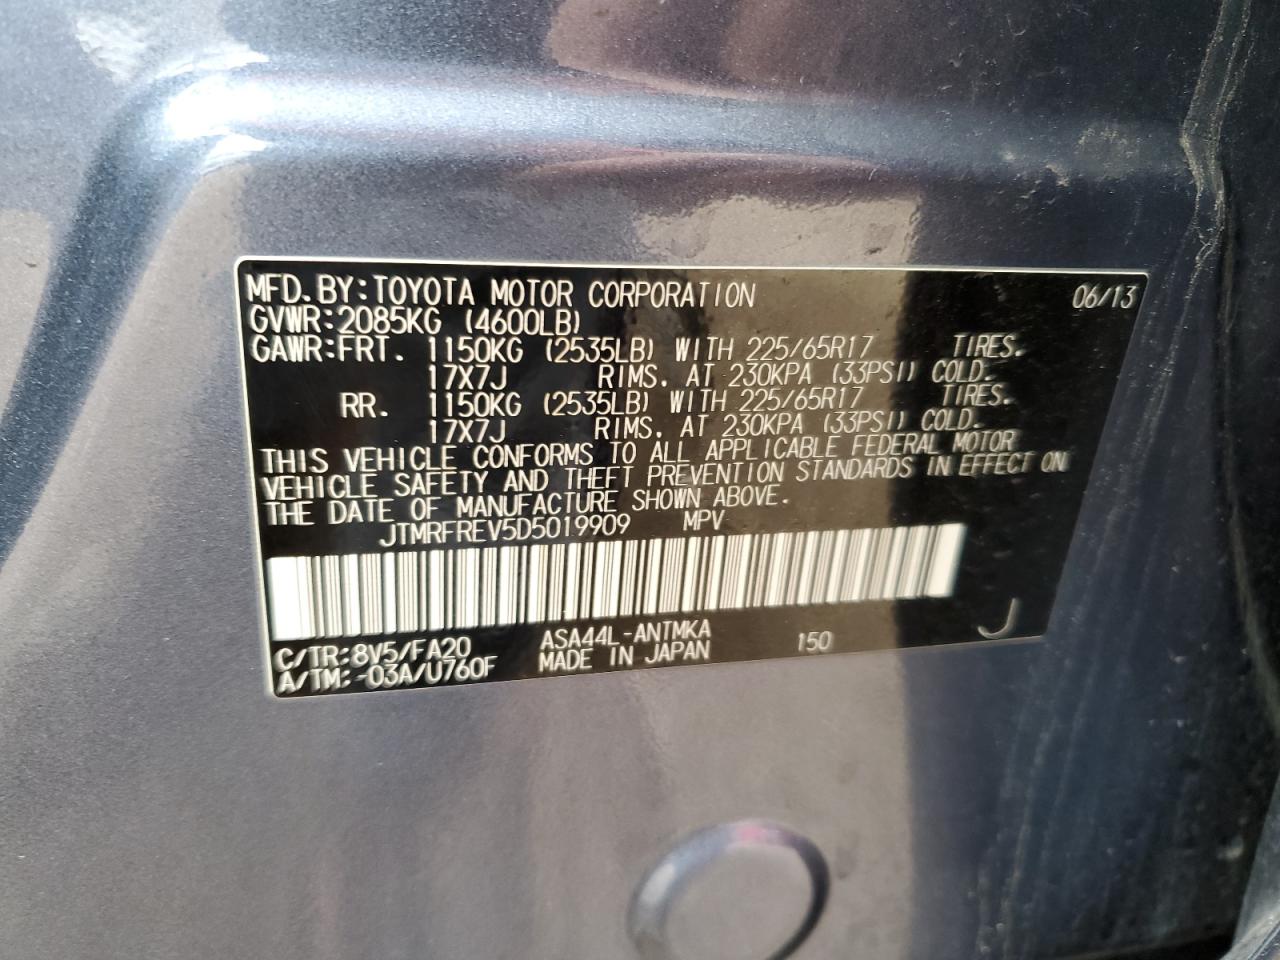 MFD. BY: TOYOTA MOTOR CORPORATION 06/13
GVWR: 2085KG (4600LB)
GAWR: FRT. 1150KG (2535LB) WITH 225/65R17 TIRES.
17X7J RIMS. AT 230KPA (33PSI) COLD.
RR. 1150KG (2535LB) WITH 225/65R17 TIRES.
17X7J RIMS. AT 230KPA (33PSI) COLD.
THIS VEHICLE CONFORMS TO ALL APPLICABLE FEDERAL MOTOR
VEHICLE SAFETY AND THEFT PREVENTION STANDARDS IN EFFECT ON
THE DATE OF MANUFACTURE SHOWN ABOVE.
JTMRFREV5D5019909 MPV
C/TR: 8V5/FA20 ASA44L-ANTMKA 150 J
A/TM: -03A/U760F MADE IN JAPAN